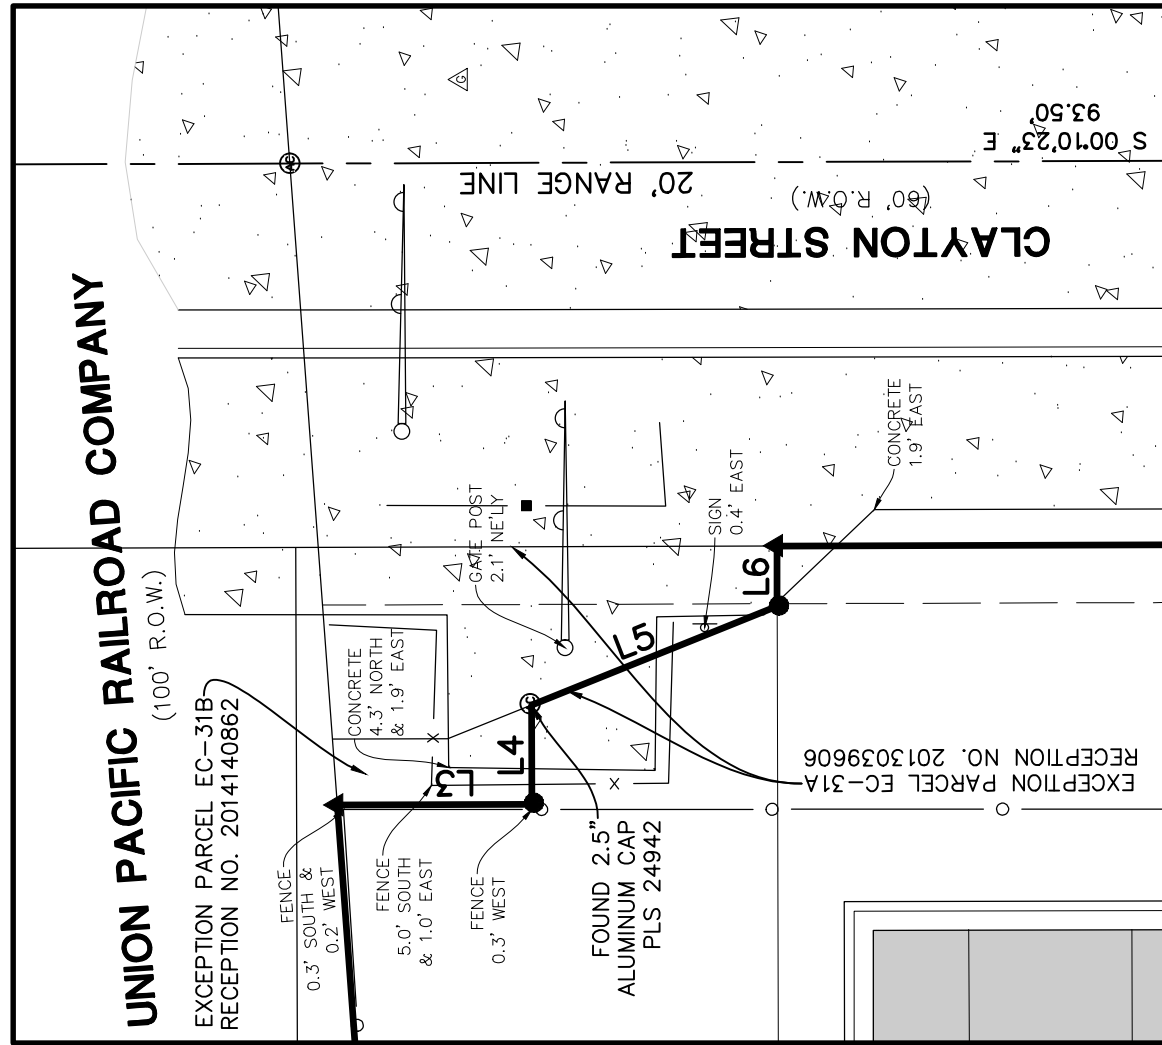 UNION PACIFIC RAILROAD COMPANY
(100' R.O.W.)
EXCEPTION PARCEL EC-31B
RECEPTION NO. 2014140862
FENCE
0.3' SOUTH &
0.2' WEST
CONCRETE
4.3' NORTH
& 1.9' EAST
FENCE
5.0' SOUTH
& 1.0' EAST
FENCE
0.3' WEST
GATE POST
2.1' NE'LY
FOUND 2.5"
ALUMINUM CAP
PLS 24942
SIGN
0.4' EAST
CONCRETE
1.9' EAST
L3
L4
L5
L6
AC
AC
G
20' RANGE LINE
S 00°10'23" E
93.50'
(60' R.O.W.)
CLAYTON STREET
EXCEPTION PARCEL EC-31A
RECEPTION NO. 2013039606